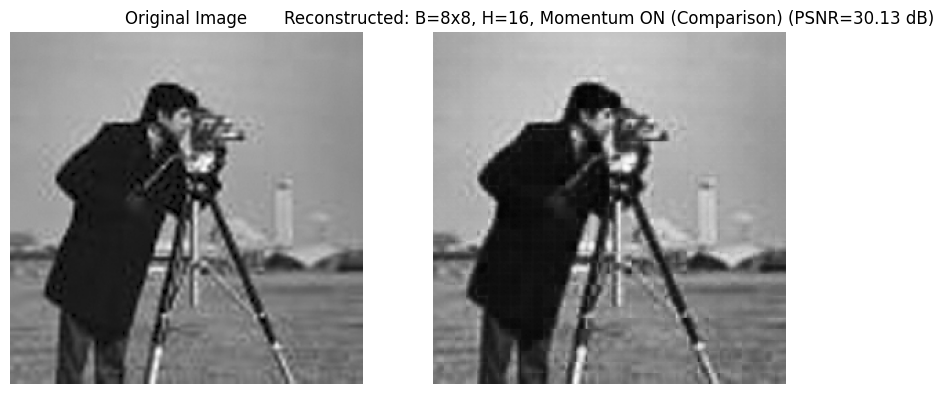 Original Image
Reconstructed: B=8x8, H=16, Momentum ON (Comparison) (PSNR=30.13 dB)